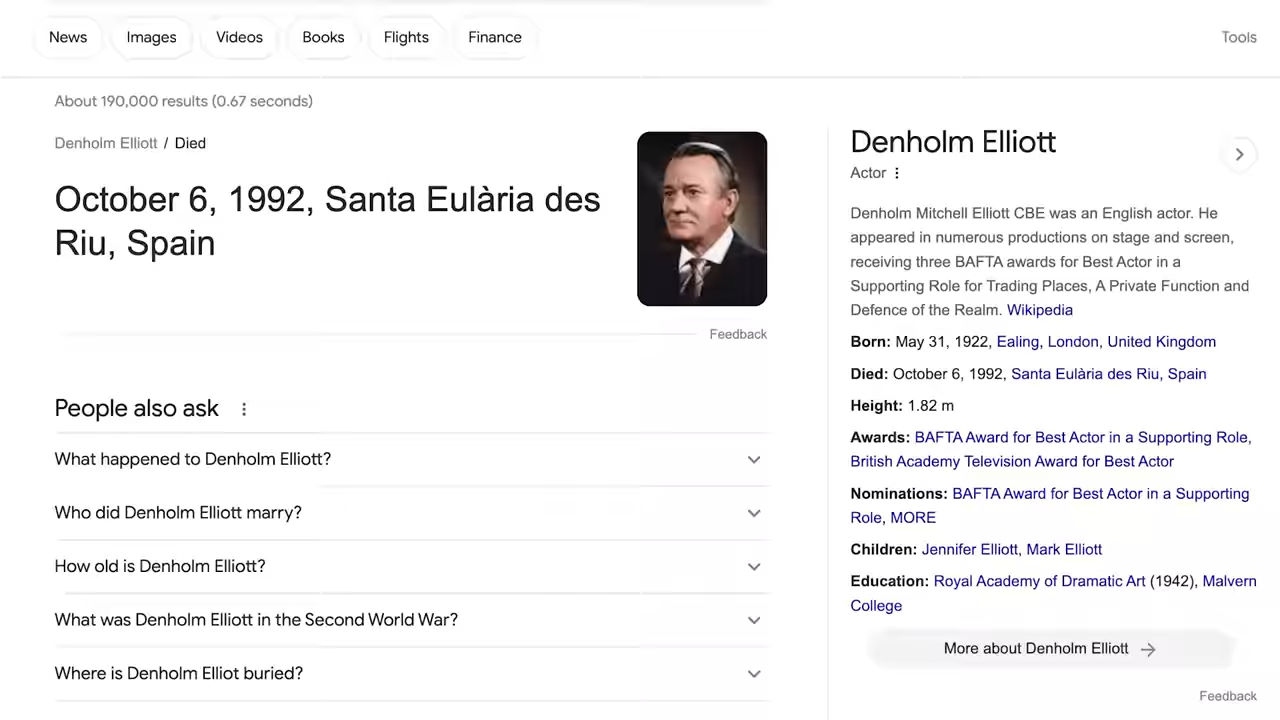 News Images Videos Books Flights Finance Tools
About 190,000 results (0.67 seconds)
Denholm Elliott / Died
October 6, 1992, Santa Eulària des
Riu, Spain
Feedback
People also ask
What happened to Denholm Elliott?
Who did Denholm Elliott marry?
How old is Denholm Elliott?
What was Denholm Elliott in the Second World War?
Where is Denholm Elliot buried?
Denholm Elliott
Actor
Denholm Mitchell Elliott CBE was an English actor. He
appeared in numerous productions on stage and screen,
receiving three BAFTA awards for Best Actor in a
Supporting Role for Trading Places, A Private Function and
Defence of the Realm. Wikipedia
Born: May 31, 1922, Ealing, London, United Kingdom
Died: October 6, 1992, Santa Eulària des Riu, Spain
Height: 1.82 m
Awards: BAFTA Award for Best Actor in a Supporting Role,
British Academy Television Award for Best Actor
Nominations: BAFTA Award for Best Actor in a Supporting
Role, MORE
Children: Jennifer Elliott, Mark Elliott
Education: Royal Academy of Dramatic Art (1942), Malvern
College
More about Denholm Elliott
Feedback